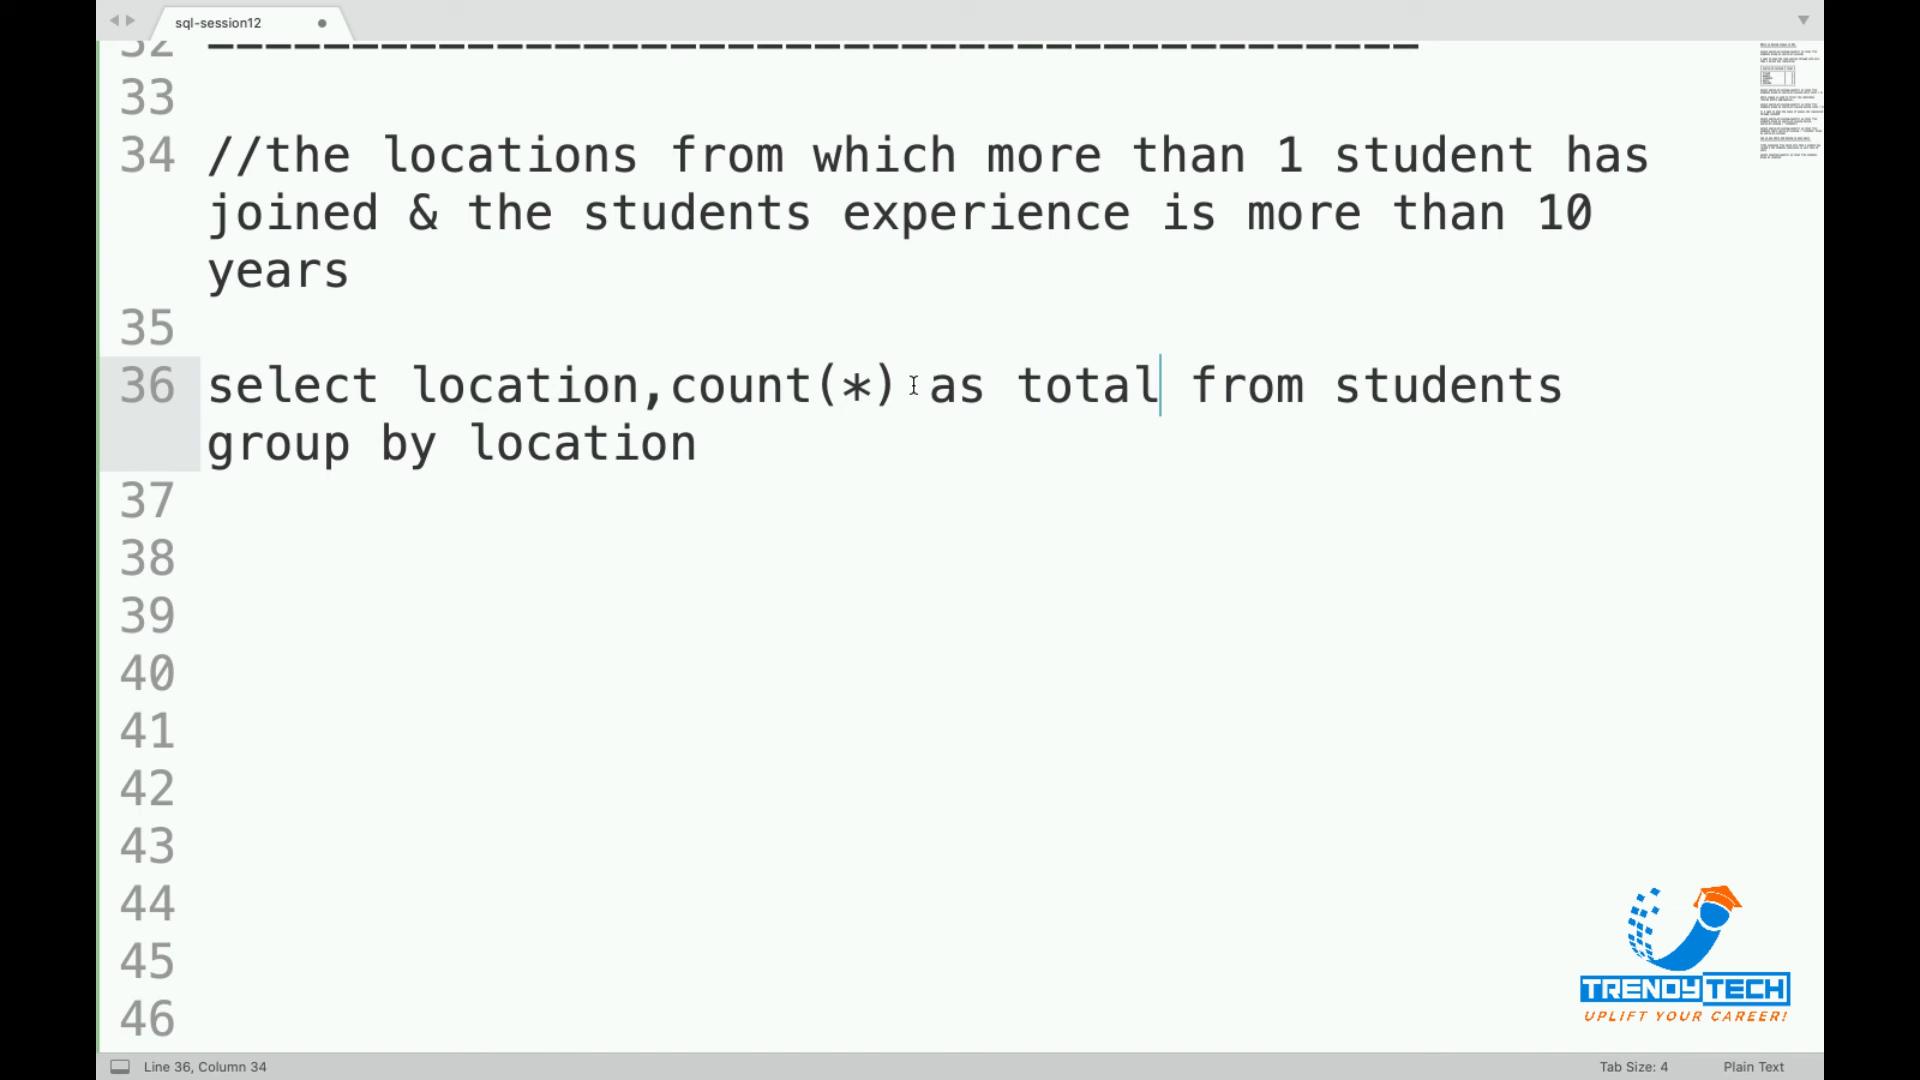 sql-session12
32 ------------------------------------------
33
34 //the locations from which more than 1 student has
joined & the students experience is more than 10
years
35
36 select location,count(*) as total from students
group by location
37
38
39
40
41
42
43
44
45
46
TRENDYTECH
UPLIFT YOUR CAREER!
Line 36, Column 34
Tab Size: 4
Plain Text